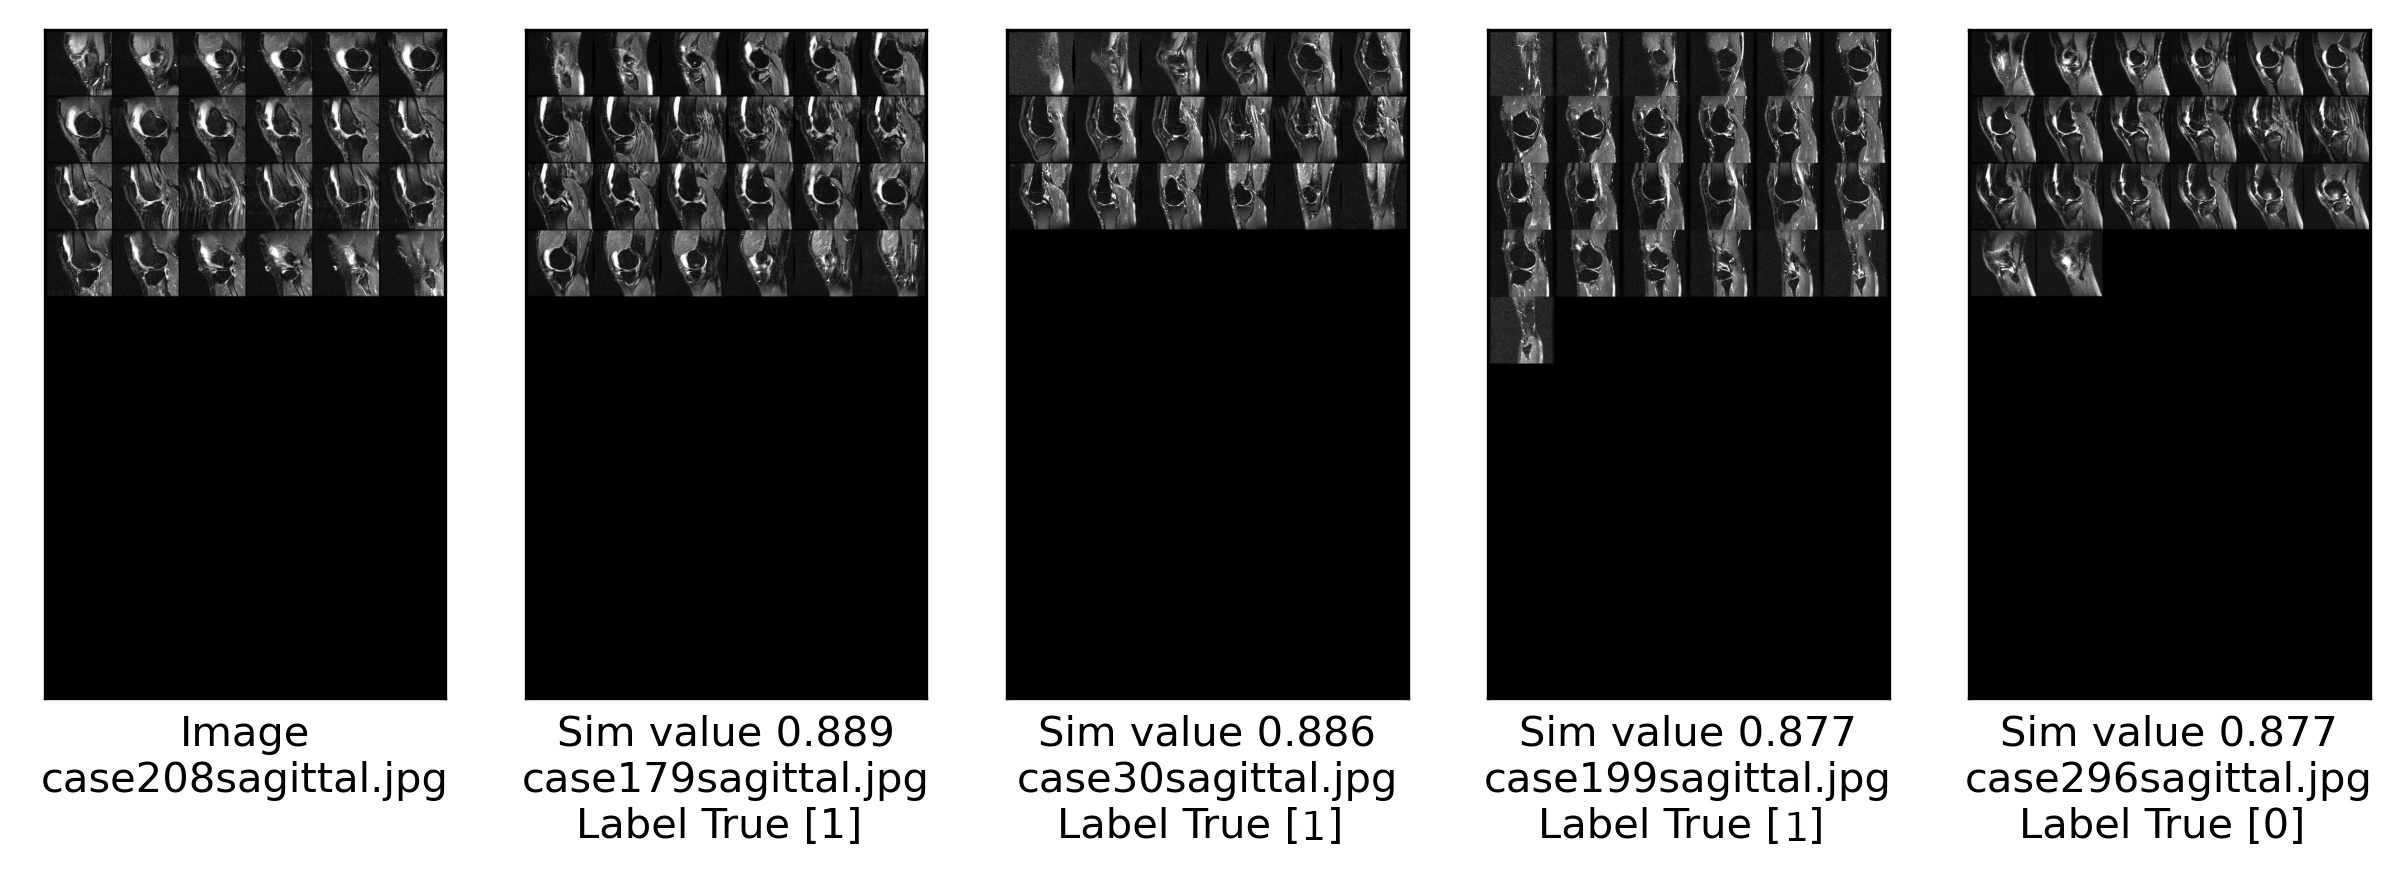 Image
case208sagittal.jpg
Sim value 0.889
case179sagittal.jpg
Label True [1]
Sim value 0.886
case30sagittal.jpg
Label True [1]
Sim value 0.877
case199sagittal.jpg
Label True [1]
Sim value 0.877
case296sagittal.jpg
Label True [0]